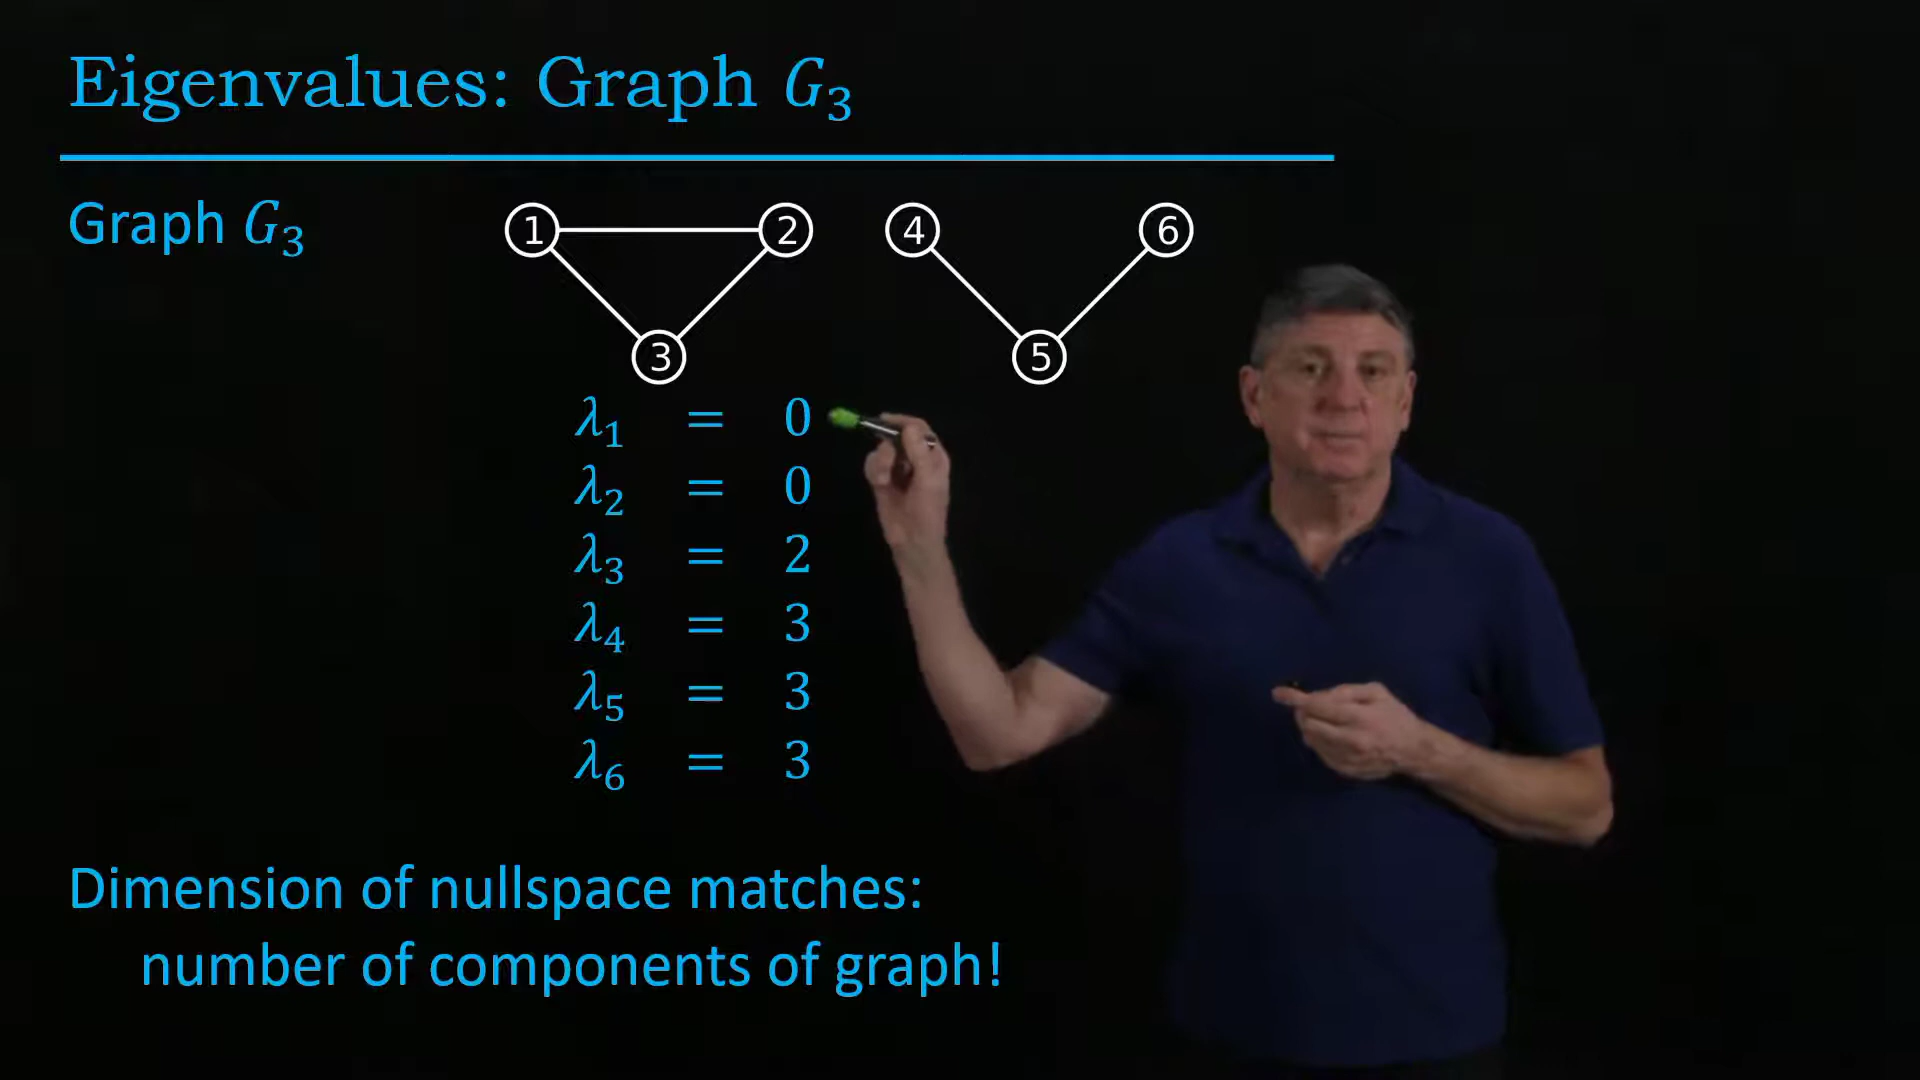 Eigenvalues: Graph G₃
Graph G₃
1 2 4 6
3 5
λ₁ = 0
λ₂ = 0
λ₃ = 2
λ₄ = 3
λ₅ = 3
λ₆ = 3
Dimension of nullspace matches:
number of components of graph!